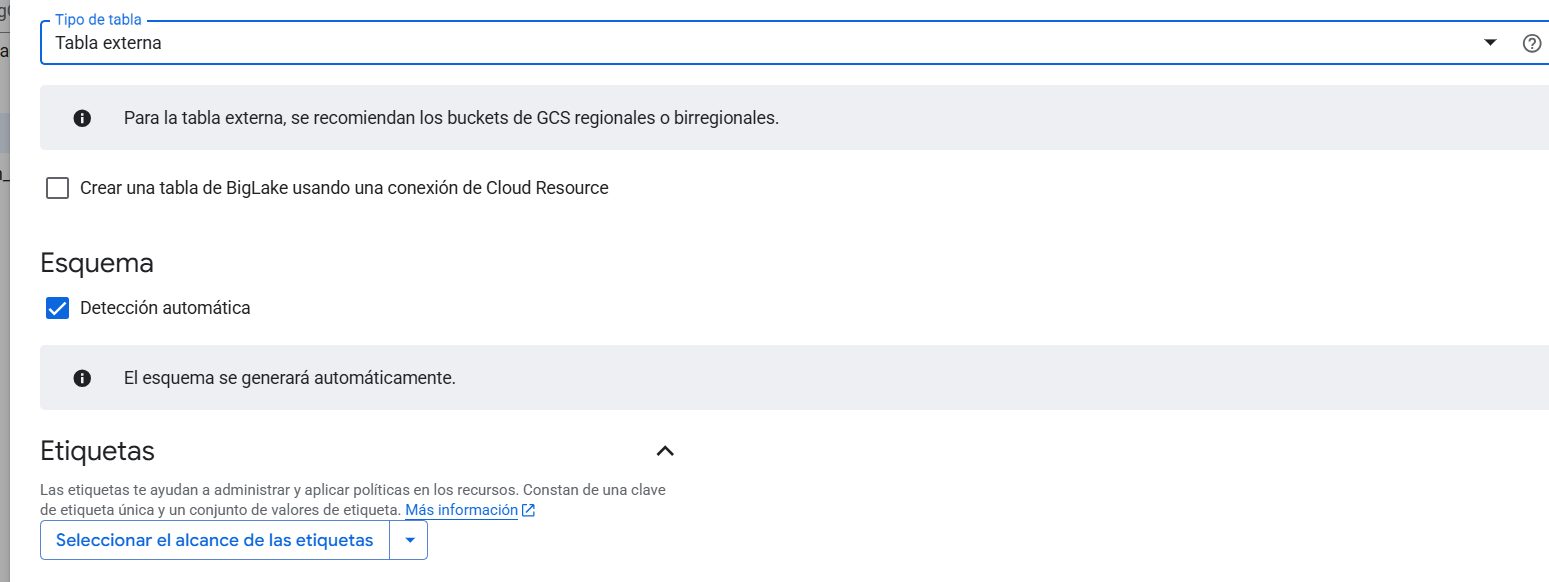 Tipo de tabla
Tabla externa
Para la tabla externa, se recomiendan los buckets de GCS regionales o birregionales.
Crear una tabla de BigLake usando una conexión de Cloud Resource
Esquema
Detección automática
El esquema se generará automáticamente.
Etiquetas
Las etiquetas te ayudan a administrar y aplicar políticas en los recursos. Constan de una clave
de etiqueta única y un conjunto de valores de etiqueta. Más información
Seleccionar el alcance de las etiquetas